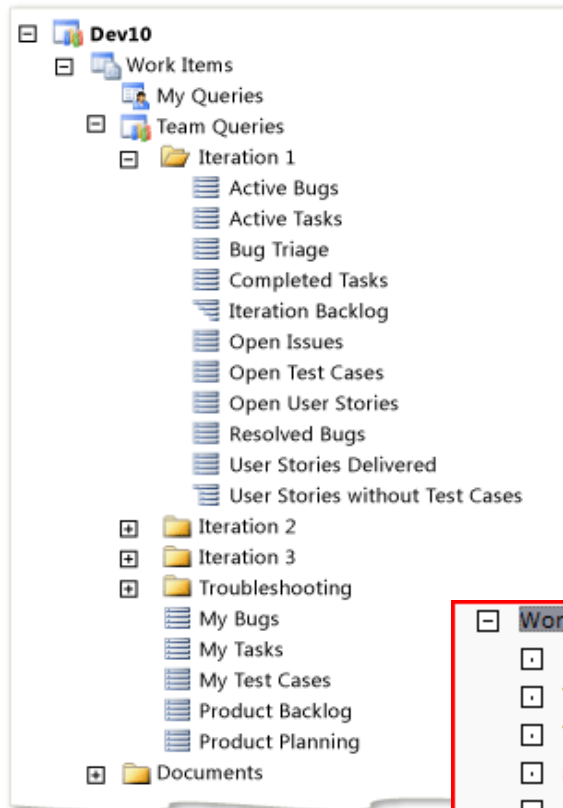 Dev10
Work Items
My Queries
Team Queries
Iteration 1
Active Bugs
Active Tasks
Bug Triage
Completed Tasks
Iteration Backlog
Open Issues
Open Test Cases
Open User Stories
Resolved Bugs
User Stories Delivered
User Stories without Test Cases
Iteration 2
Iteration 3
Troubleshooting
My Bugs
My Tasks
My Test Cases
Product Backlog
Product Planning
Documents